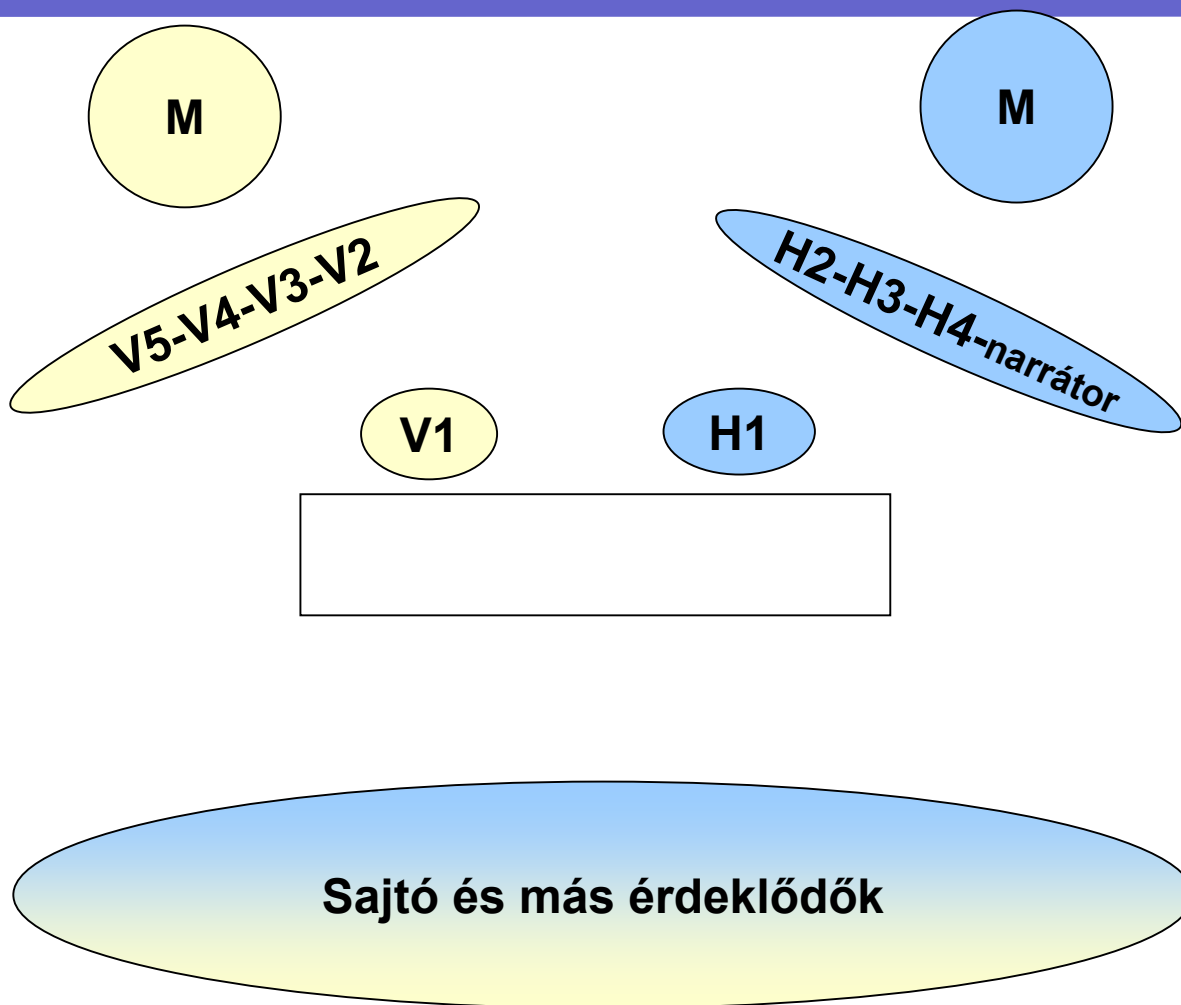 M
M
V5-V4-V3-V2
H2-H3-H4-narrátor
V1
H1
Sajtó és más érdeklődők